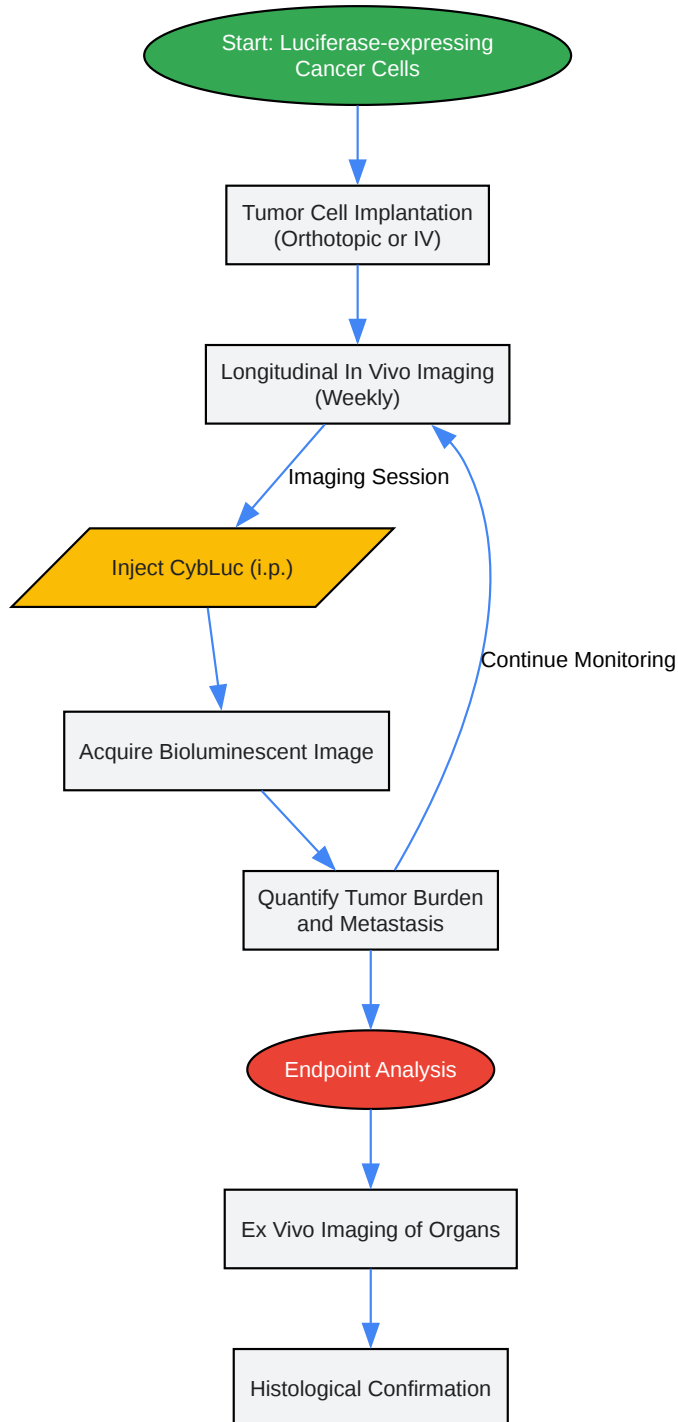 Start: Luciferase-expressing
Cancer Cells
Tumor Cell Implantation
(Orthotopic or IV)
Longitudinal In Vivo Imaging
(Weekly)
Imaging Session
Inject CybLuc (i.p.)
Continue Monitoring
Acquire Bioluminescent Image
Quantify Tumor Burden
and Metastasis
Endpoint Analysis
Ex Vivo Imaging of Organs
Histological Confirmation